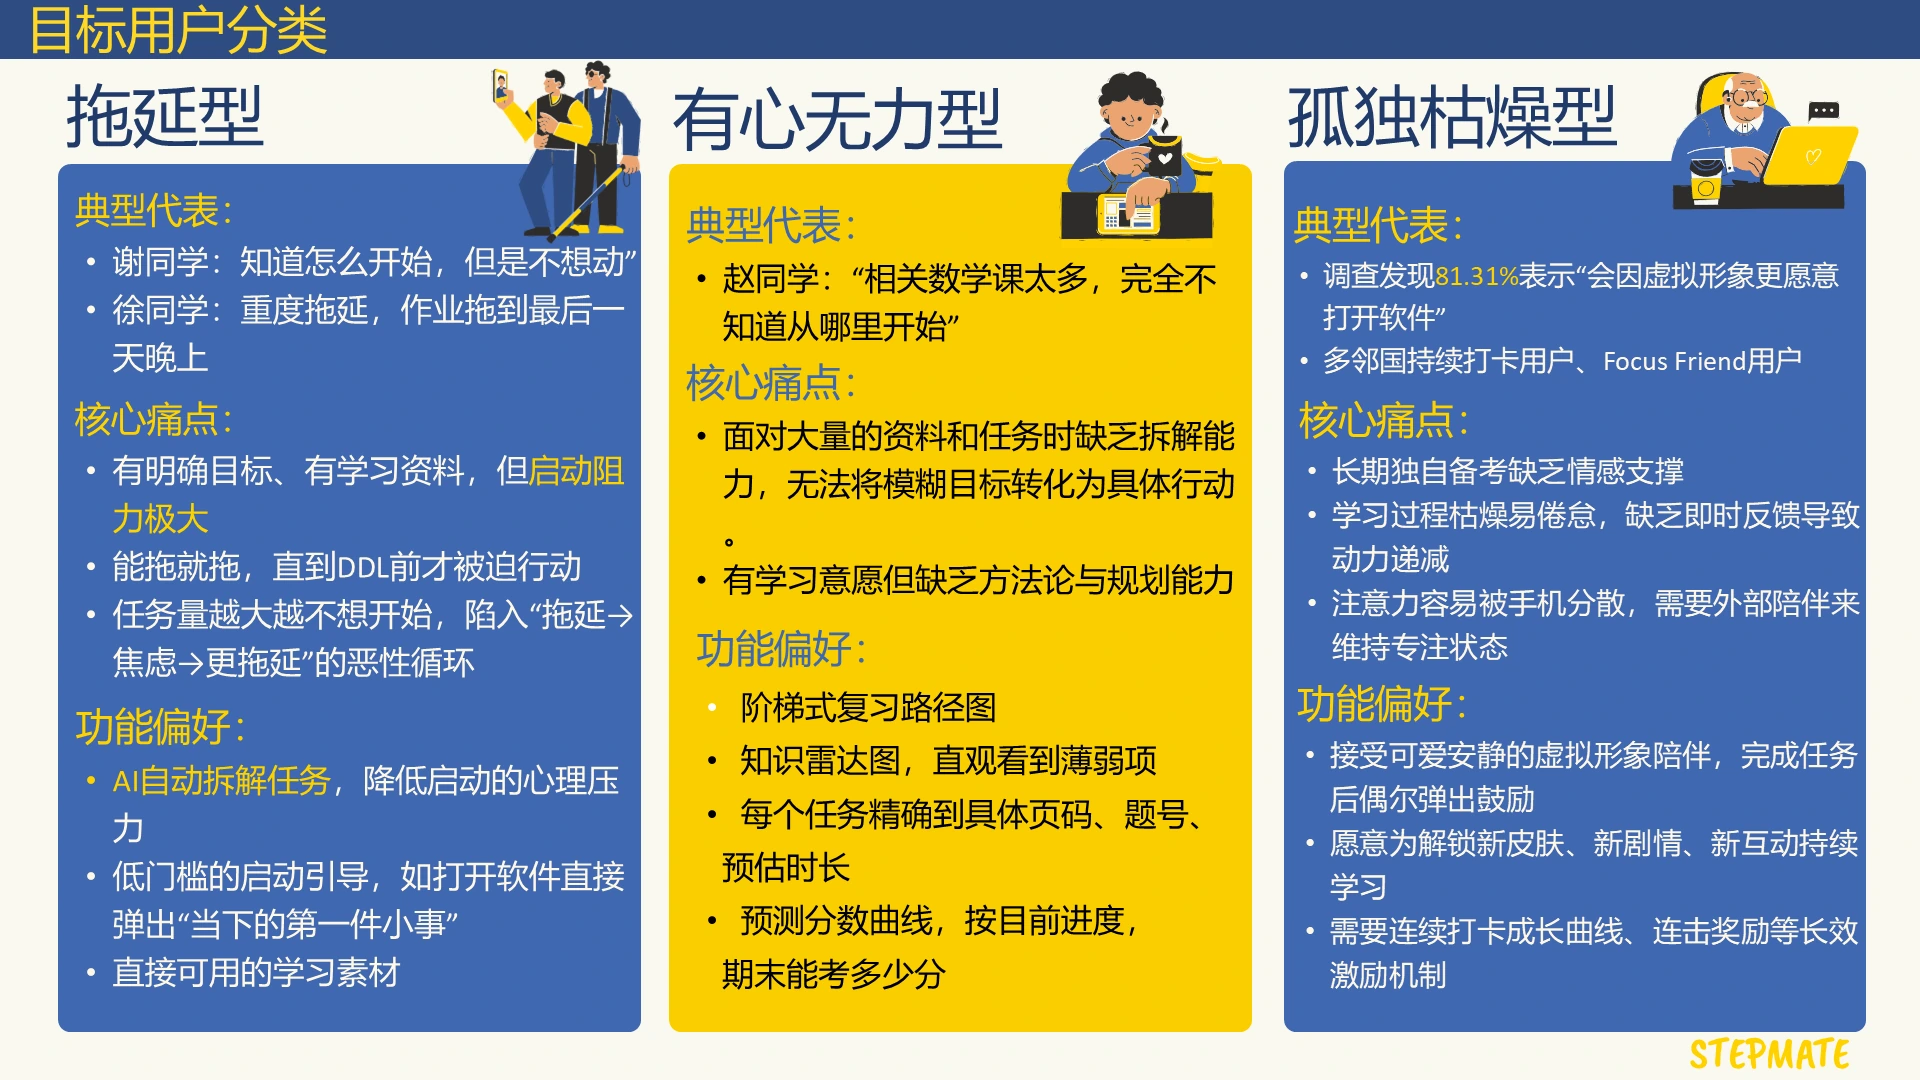 目标用户分类
拖延型
典型代表：
• 谢同学：知道怎么开始，但是不想动”
• 徐同学：重度拖延，作业拖到最后一
天晚上
核心痛点：
• 有明确目标、有学习资料，但启动阻
力极大
• 能拖就拖，直到DDL前才被迫行动
• 任务量越大越不想开始，陷入“拖延→
焦虑→更拖延”的恶性循环
功能偏好：
• AI自动拆解任务，降低启动的心理压
力
• 低门槛的启动引导，如打开软件直接
弹出“当下的第一件小事”
• 直接可用的学习素材
有心无力型
典型代表：
• 赵同学：“相关数学课太多，完全不
知道从哪里开始”
核心痛点：
• 面对大量的资料和任务时缺乏拆解能
力，无法将模糊目标转化为具体行动
。
• 有学习意愿但缺乏方法论与规划能力
功能偏好：
• 阶梯式复习路径图
• 知识雷达图，直观看到薄弱项
• 每个任务精确到具体页码、题号、
预估时长
• 预测分数曲线，按目前进度，
期末能考多少分
孤独枯燥型
典型代表：
• 调查发现81.31%表示“会因虚拟形象更愿意
打开软件”
• 多邻国持续打卡用户、Focus Friend用户
核心痛点：
• 长期独自备考缺乏情感支撑
• 学习过程枯燥易倦怠，缺乏即时反馈导致
动力递减
• 注意力容易被手机分散，需要外部陪伴来
维持专注状态
功能偏好：
• 接受可爱安静的虚拟形象陪伴，完成任务
后偶尔弹出鼓励
• 愿意为解锁新皮肤、新剧情、新互动持续
学习
• 需要连续打卡成长曲线、连击奖励等长效
激励机制
STEPMATE